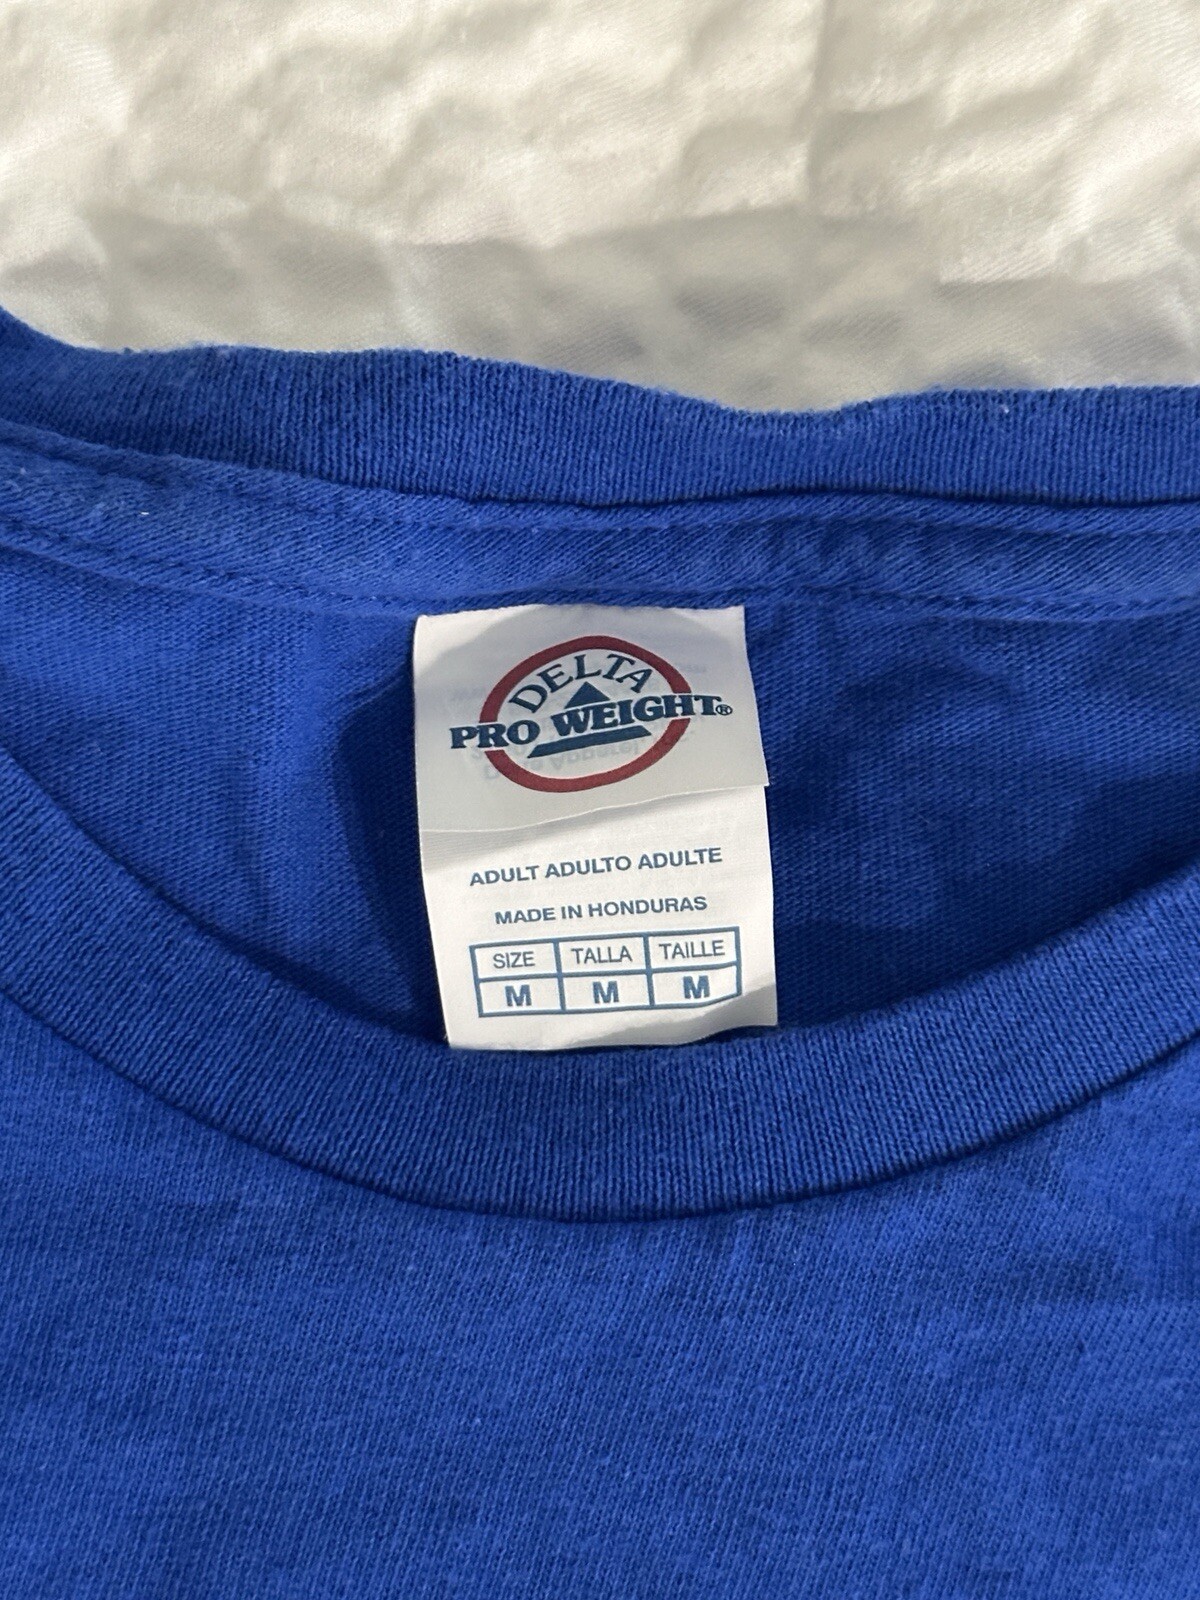 DELTA
PRO WEIGHT®
ADULT ADULTO ADULTE
MADE IN HONDURAS
SIZE TALLA TAILLE
M M M